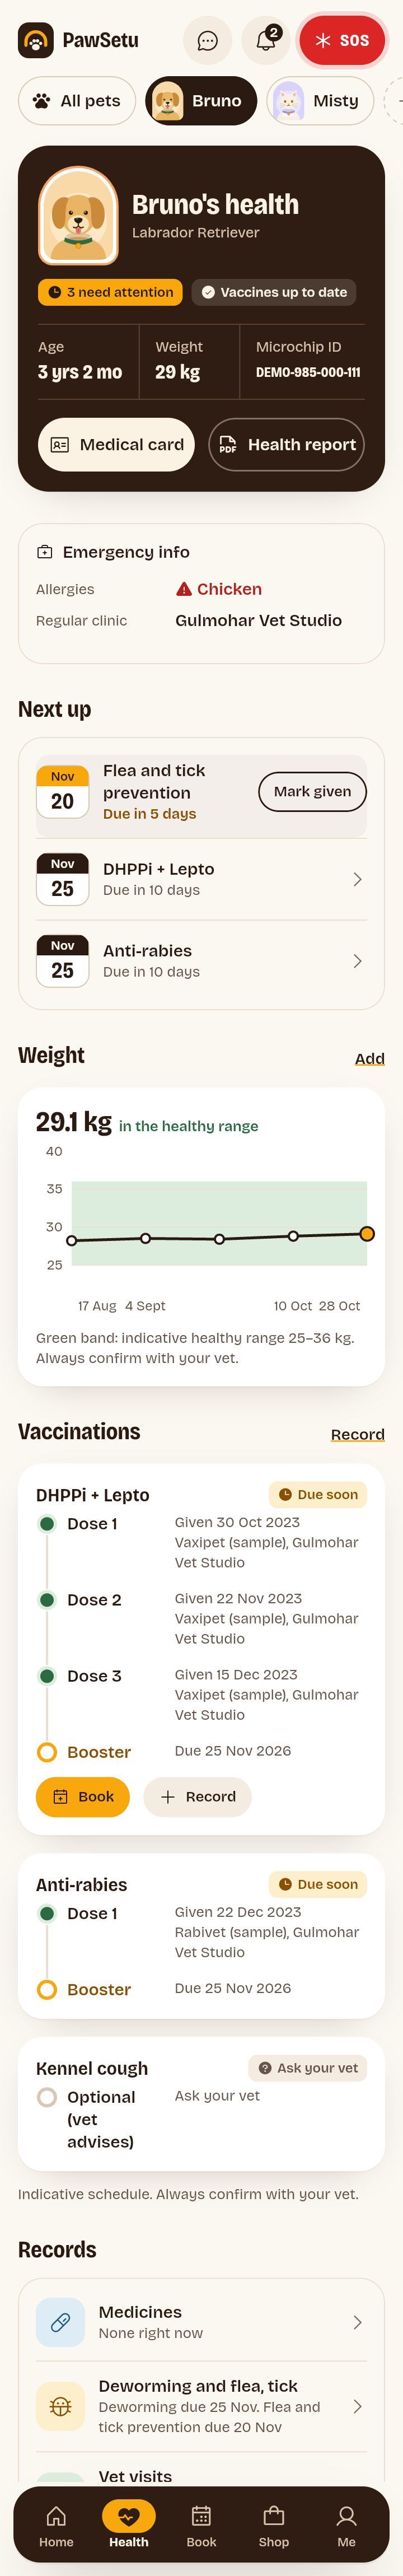 PawSetu
2
SOS
All pets
Bruno
Misty
Bruno's health
Labrador Retriever
3 need attention
Vaccines up to date
Age
Weight
Microchip ID
3 yrs 2 mo
29 kg
DEMO-985-000-111
Medical card
PDF
Health report
Emergency info
Allergies
Chicken
Regular clinic
Gulmohar Vet Studio
Next up
Nov
20
Flea and tick
prevention
Due in 5 days
Mark given
Nov
25
DHPPi + Lepto
Due in 10 days
Nov
25
Anti-rabies
Due in 10 days
Weight
Add
29.1 kg in the healthy range
40
35
30
25
17 Aug
4 Sept
10 Oct
28 Oct
Green band: indicative healthy range 25–36 kg.
Always confirm with your vet.
Vaccinations
Record
DHPPi + Lepto
Due soon
Dose 1
Given 30 Oct 2023
Vaxipet (sample), Gulmohar
Vet Studio
Dose 2
Given 22 Nov 2023
Vaxipet (sample), Gulmohar
Vet Studio
Dose 3
Given 15 Dec 2023
Vaxipet (sample), Gulmohar
Vet Studio
Booster
Due 25 Nov 2026
Book
Record
Anti-rabies
Due soon
Dose 1
Given 22 Dec 2023
Rabivet (sample), Gulmohar
Vet Studio
Booster
Due 25 Nov 2026
Kennel cough
Ask your vet
Optional
(vet
advises)
Ask your vet
Indicative schedule. Always confirm with your vet.
Records
Medicines
None right now
Deworming and flea, tick
Deworming due 25 Nov. Flea and
tick prevention due 20 Nov
Vet visits
Home
Health
Book
Shop
Me